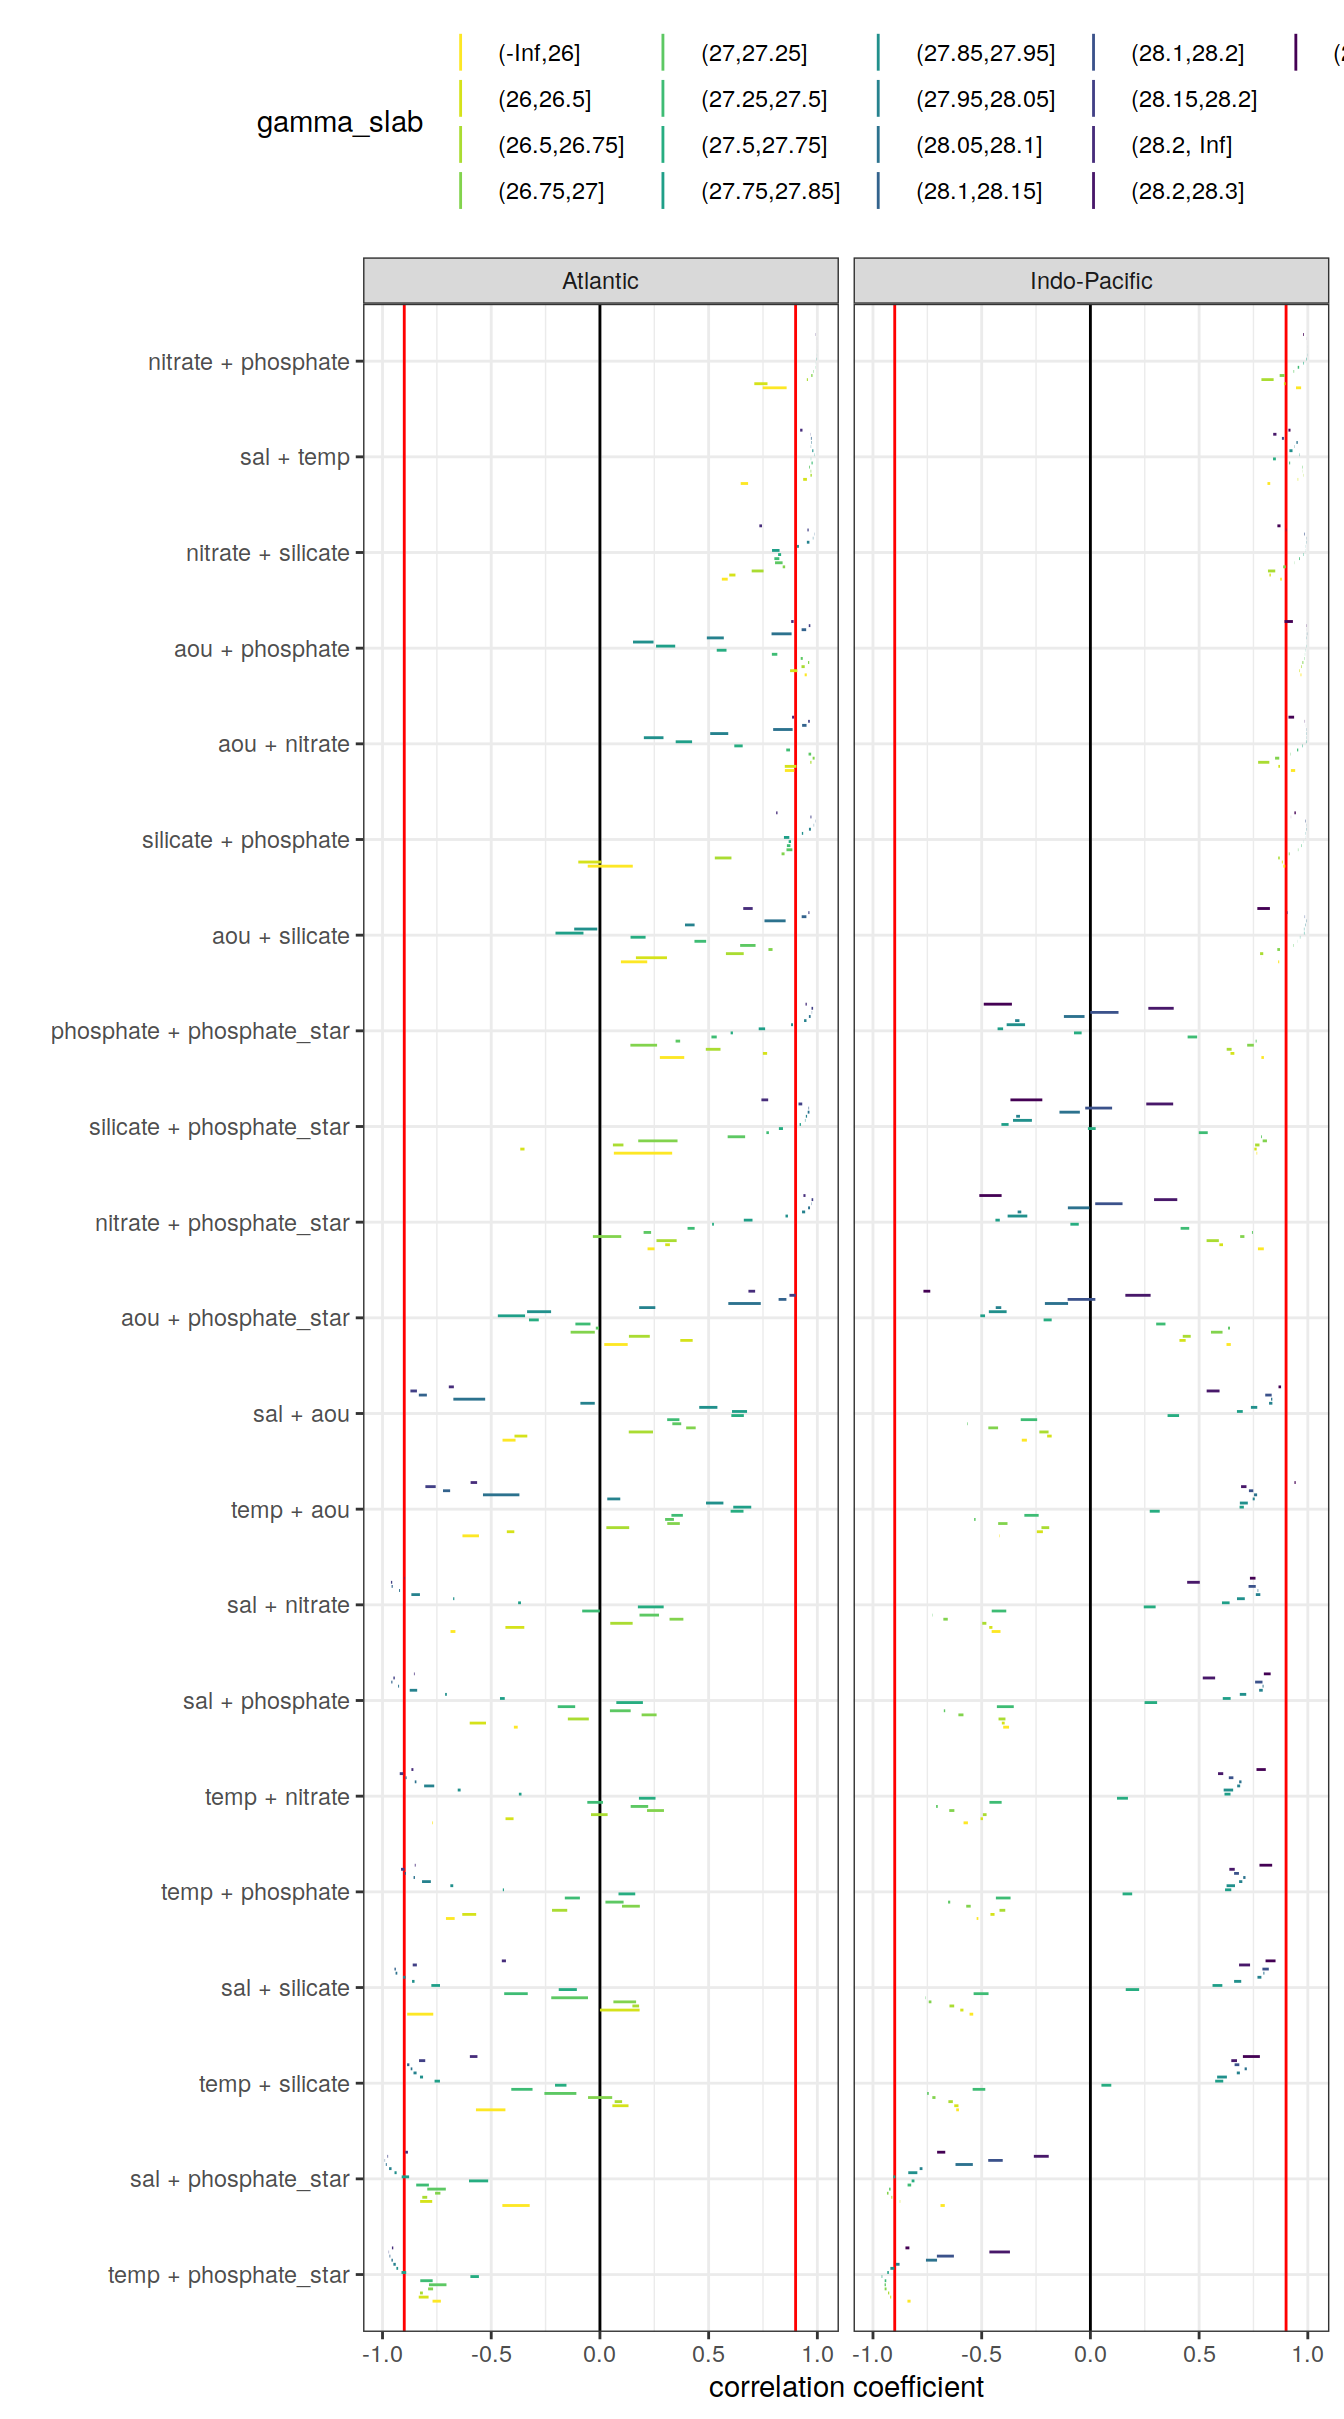 gamma_slab
(-Inf,26] (27,27.25] (27.85,27.95] (28.1,28.2]
(26,26.5] (27.25,27.5] (27.95,28.05] (28.15,28.2]
(26.5,26.75] (27.5,27.75] (28.05,28.1] (28.2, Inf]
(26.75,27] (27.75,27.85] (28.1,28.15] (28.2,28.3]
Atlantic Indo-Pacific
nitrate + phosphate
sal + temp
nitrate + silicate
aou + phosphate
aou + nitrate
silicate + phosphate
aou + silicate
phosphate + phosphate_star
silicate + phosphate_star
nitrate + phosphate_star
aou + phosphate_star
sal + aou
temp + aou
sal + nitrate
sal + phosphate
temp + nitrate
temp + phosphate
sal + silicate
temp + silicate
sal + phosphate_star
temp + phosphate_star
-1.0 -0.5 0.0 0.5 1.0 -1.0 -0.5 0.0 0.5 1.0
correlation coefficient